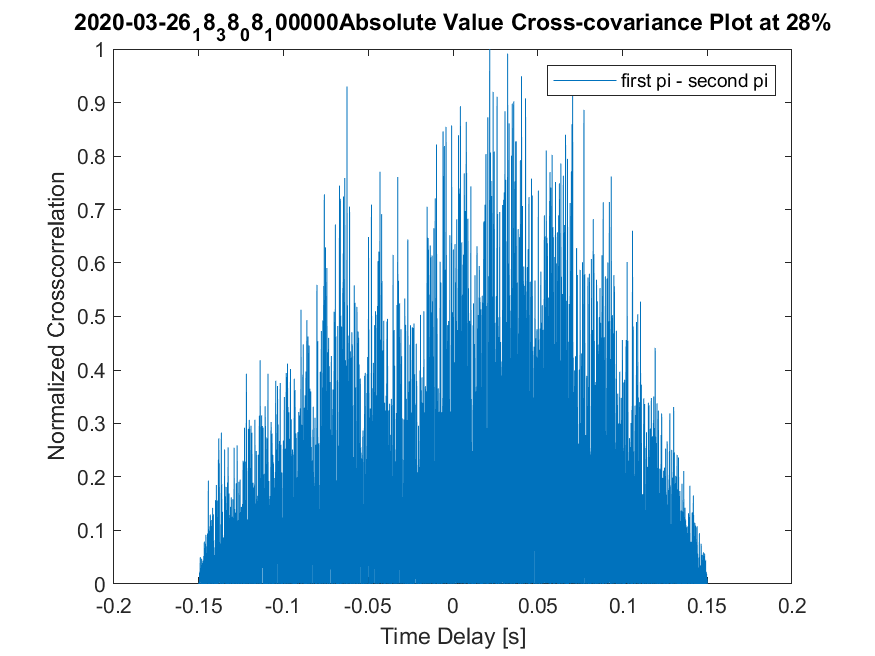 2020-03-26₁8₃8₀8₁00000Absolute Value Cross-covariance Plot at 28%
first pi - second pi
Normalized Crosscorrelation
1
0.9
0.8
0.7
0.6
0.5
0.4
0.3
0.2
0.1
0
-0.2 -0.15 -0.1 -0.05 0 0.05 0.1 0.15 0.2
Time Delay [s]